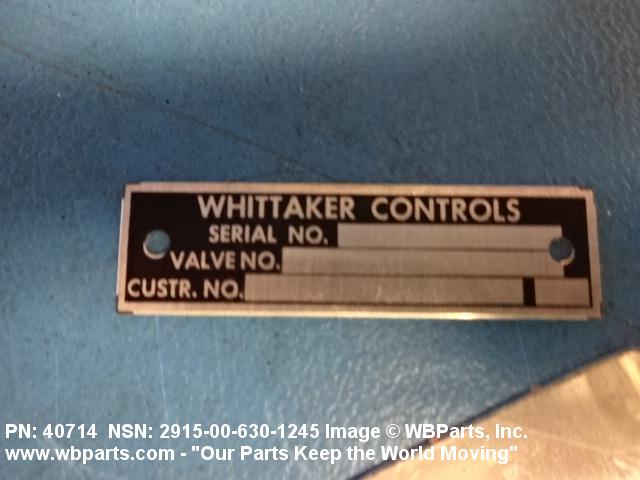 WHITTAKER CONTROLS
SERIAL NO.
VALVE NO.
CUSTR. NO.
PN: 40714 NSN: 2915-00-630-1245 Image © WBParts, Inc.
www.wbparts.com - "Our Parts Keep the World Moving"